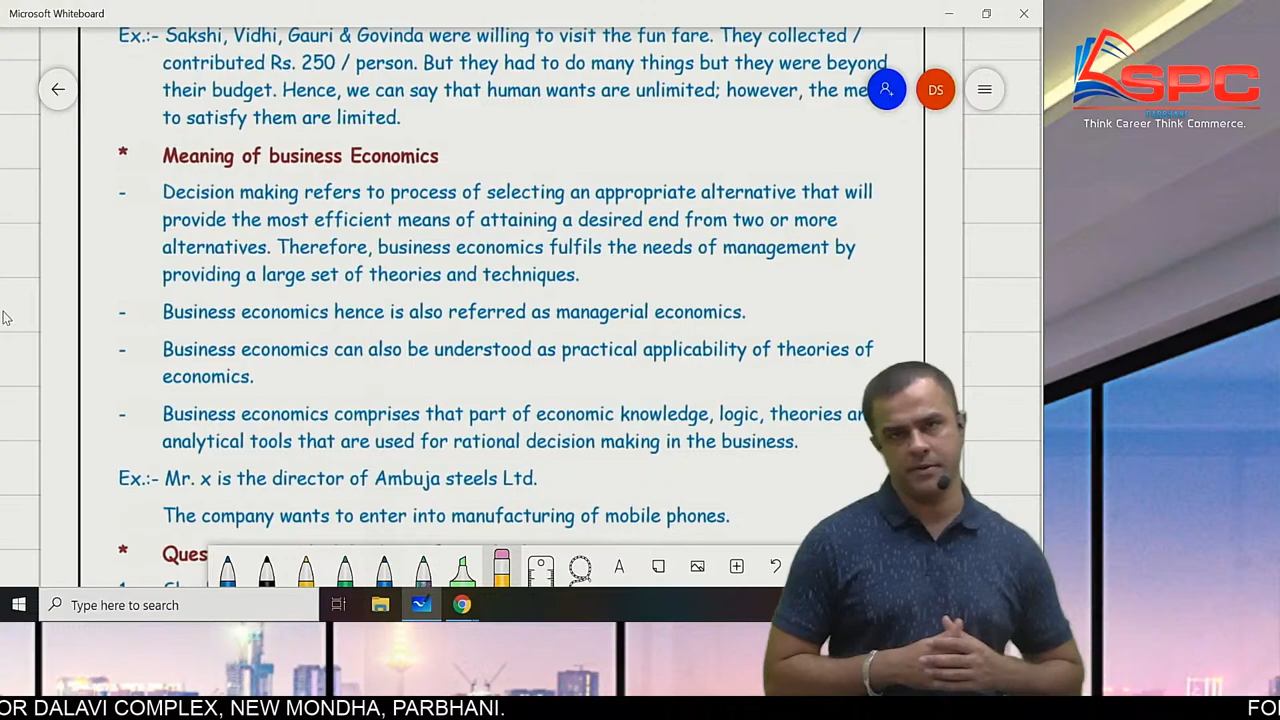 Microsoft Whiteboard
Ex.:- Sakshi, Vidhi, Gauri & Govinda were willing to visit the fun fare. They collected /
contributed Rs. 250 / person. But they had to do many things but they were beyond
their budget. Hence, we can say that human wants are unlimited; however, the
to satisfy them are limited.
* Meaning of business Economics
- Decision making refers to process of selecting an appropriate alternative that will
provide the most efficient means of attaining a desired end from two or more
alternatives. Therefore, business economics fulfils the needs of management by
providing a large set of theories and techniques.
- Business economics hence is also referred as managerial economics.
- Business economics can also be understood as practical applicability of theories of
economics.
- Business economics comprises that part of economic knowledge, logic, theories
analytical tools that are used for rational decision making in the business.
Ex.:- Mr. x is the director of Ambuja steels Ltd.
The company wants to enter into manufacturing of mobile phones.
* Ques
1.
DS
SPC
PARBHANI
Think Career Think Commerce.
A
Type here to search
OR DALAVI COMPLEX, NEW MONDHA, PARBHANI.
FO